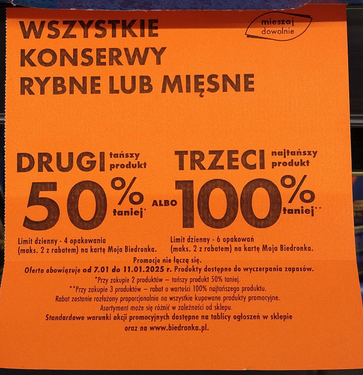 WSZYSTKIE
KONSERWY
RYBNE LUB MIĘSNE
mieszaj
dowolnie
DRUGI tańszy
produkt
50%
taniej*
ALBO
TRZECI najtańszy
produkt
100%
taniej**
Limit dzienny - 4 opakowania
(maks. 2 z rabatem) na kartę Moja Biedronka.
Limit dzienny - 6 opakowań
(maks. 2 z rabatem) na kartę Moja Biedronka.
Promocje nie łączą się.
Oferta obowiązuje od 7.01 do 11.01.2025 r. Produkty dostępne do wyczerpania zapasów.
*Przy zakupie 2 produktów – tańszy produkt 50% taniej.
**Przy zakupie 3 produktów – rabat o wartości 100% najtańszego produktu.
Rabat zostanie rozłożony proporcjonalnie na wszystkie kupowane produkty promocyjne.
Asortyment może się różnić w zależności od sklepu.
Standardowe warunki akcji promocyjnych dostępne na tablicy ogłoszeń w sklepie
oraz na www.biedronka.pl.